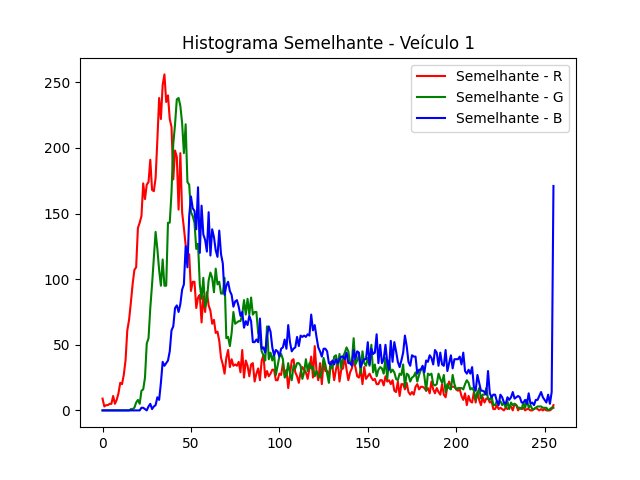 Histograma Semelhante - Veículo 1
Semelhante - R
Semelhante - G
Semelhante - B
250
200
150
100
50
0
0 50 100 150 200 250